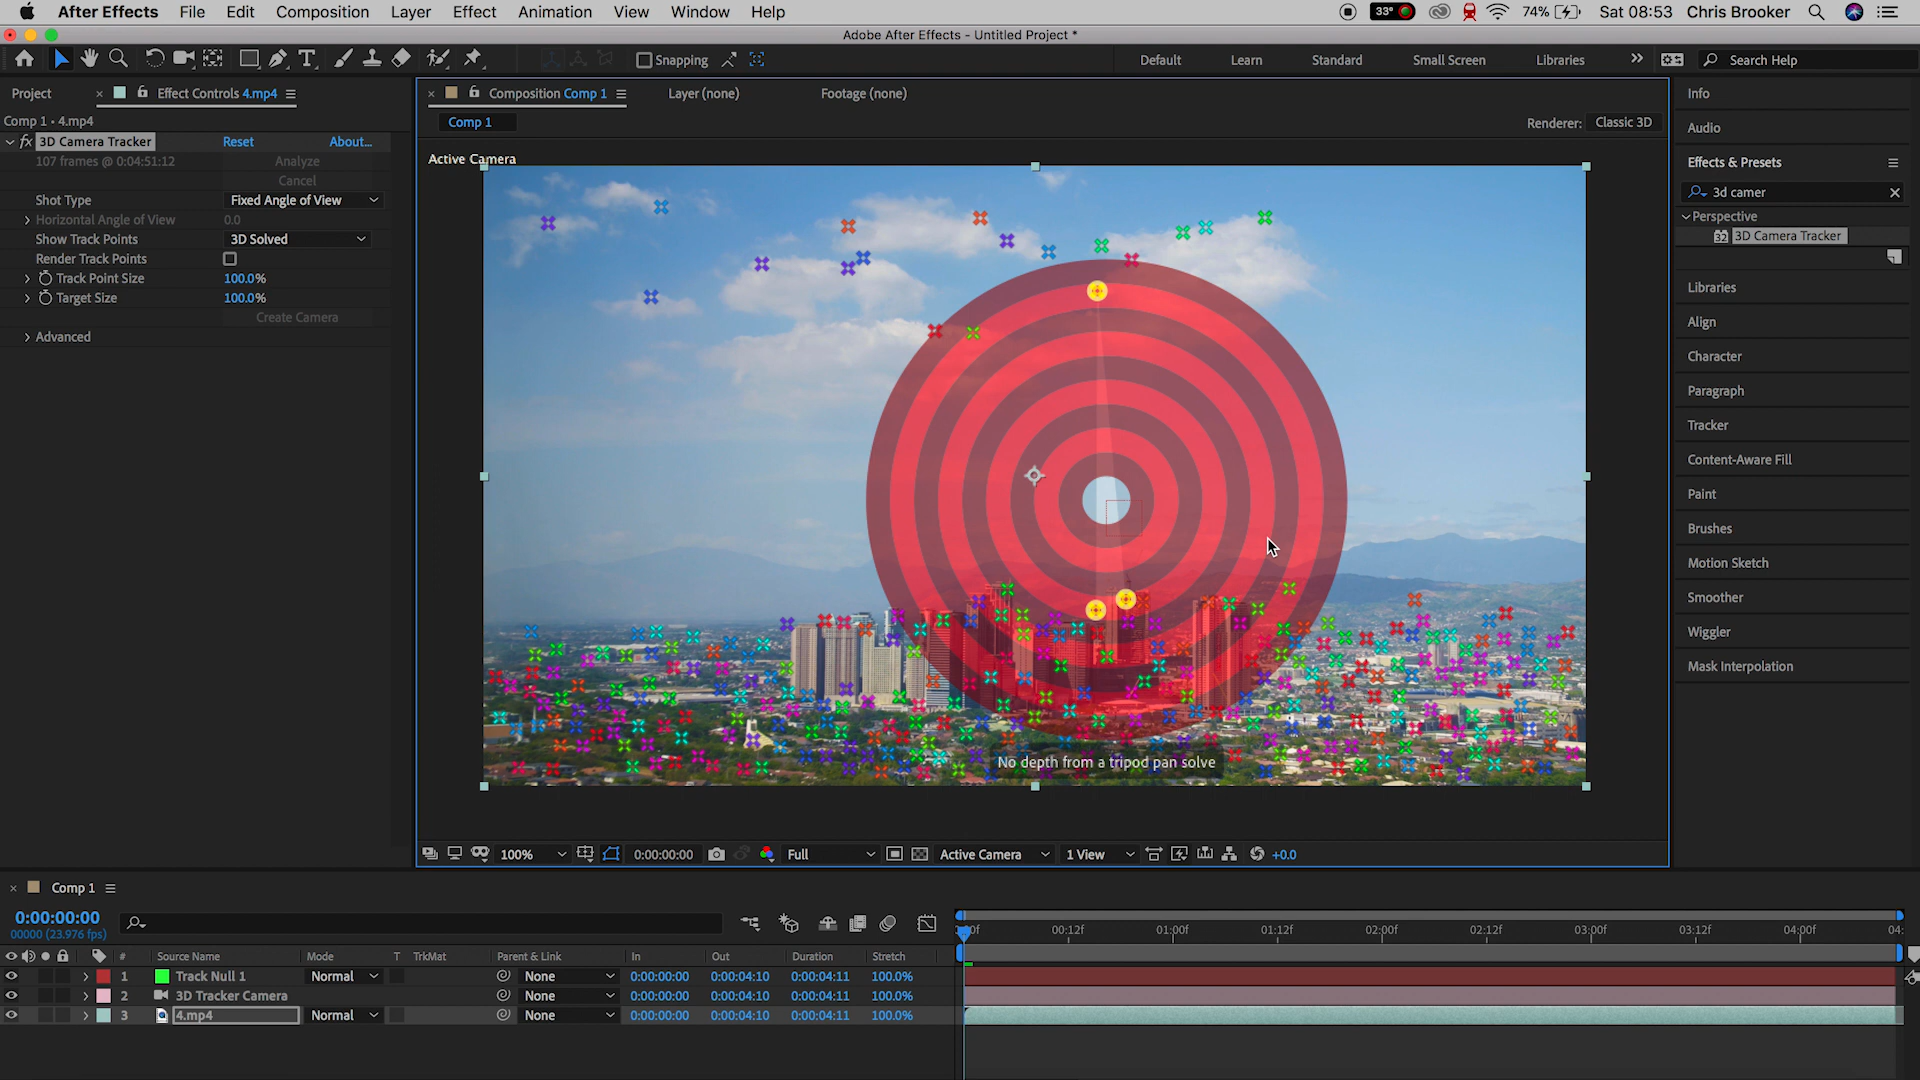 After Effects File Edit Composition Layer Effect Animation View Window Help 33° 74% Sat 08:53 Chris Brooker
Adobe After Effects - Untitled Project *
Snapping Default Learn Standard Small Screen Libraries Search Help
Project Effect Controls 4.mp4
Comp 1 • 4.mp4
fx 3D Camera Tracker Reset About...
107 frames @ 0:04:51:12 Analyze
Cancel
Shot Type Fixed Angle of View
Horizontal Angle of View 0.0
Show Track Points 3D Solved
Render Track Points
Track Point Size 100.0%
Target Size 100.0%
Create Camera
Advanced
Composition Comp 1 Layer (none) Footage (none)
Comp 1 Renderer: Classic 3D
Active Camera
No depth from a tripod pan solve
100% 0:00:00:00 Full Active Camera 1 View +0.0
Info
Audio
Effects & Presets
3d camer
Perspective
32 3D Camera Tracker
Libraries
Align
Character
Paragraph
Tracker
Content-Aware Fill
Paint
Brushes
Motion Sketch
Smoother
Wiggler
Mask Interpolation
Comp 1
0:00:00:00
00000 (23.976 fps)
00:12f 01:00f 01:12f 02:00f 02:12f 03:00f 03:12f 04:00f 04:
# Source Name Mode T TrkMat Parent & Link In Out Duration Stretch
1 Track Null 1 Normal None 0:00:00:00 0:00:04:10 0:00:04:11 100.0%
2 3D Tracker Camera None 0:00:00:00 0:00:04:10 0:00:04:11 100.0%
3 4.mp4 Normal None 0:00:00:00 0:00:04:10 0:00:04:11 100.0%